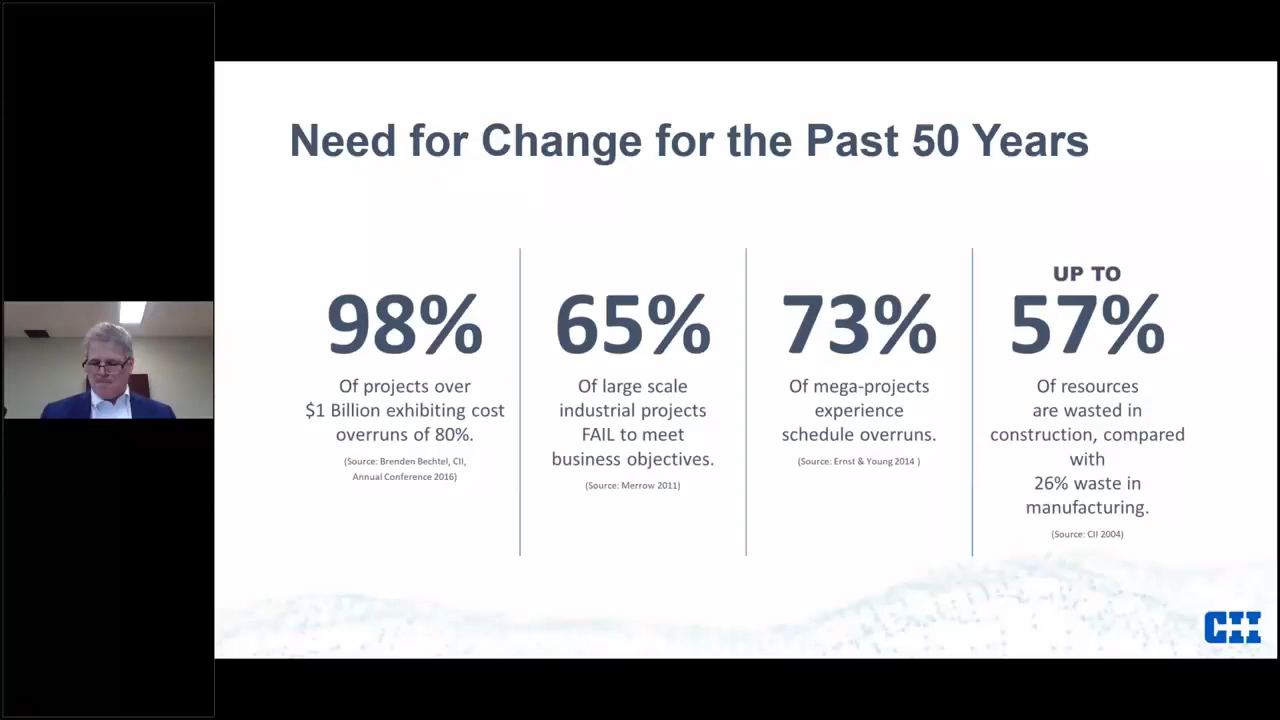 Need for Change for the Past 50 Years
98%
Of projects over
$1 Billion exhibiting cost
overruns of 80%.
(Source: Brenden Bechtel, CII,
Annual Conference 2016)
65%
Of large scale
industrial projects
FAIL to meet
business objectives.
(Source: Merrow 2011)
73%
Of mega-projects
experience
schedule overruns.
(Source: Ernst & Young 2014 )
UP TO
57%
Of resources
are wasted in
construction, compared
with
26% waste in
manufacturing.
(Source: CII 2004)
CII